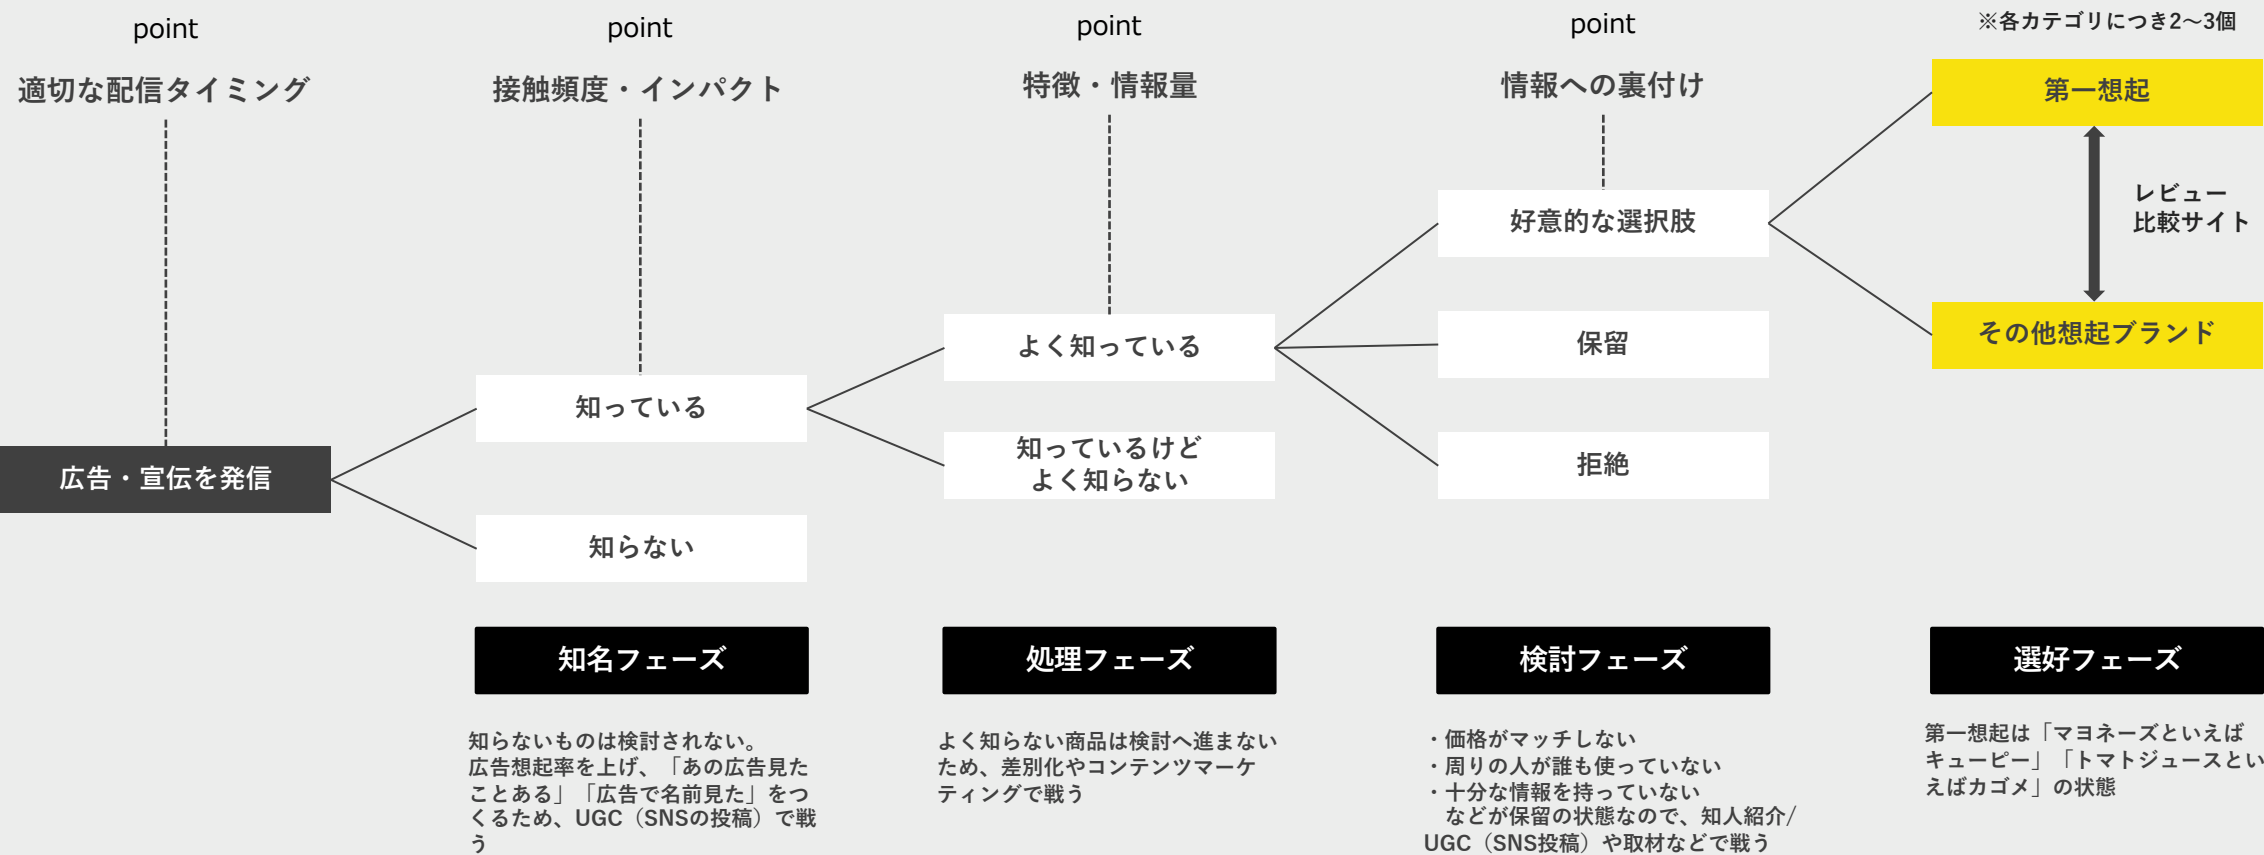 point
適切な配信タイミング
point
接触頻度・インパクト
point
特徴・情報量
point
情報への裏付け
※各カテゴリにつき2〜3個
第一想起
レビュー
比較サイト
その他想起ブランド
好意的な選択肢
保留
拒絶
よく知っている
知っているけど
よく知らない
知っている
知らない
広告・宣伝を発信
知名フェーズ
知らないものは検討されない。
広告想起率を上げ、「あの広告見た
ことある」「広告で名前見た」をつ
くるため、UGC（SNSの投稿）で戦
う
処理フェーズ
よく知らない商品は検討へ進まない
ため、差別化やコンテンツマーケ
ティングで戦う
検討フェーズ
・価格がマッチしない
・周りの人が誰も使っていない
・十分な情報を持っていない
などが保留の状態なので、知人紹介/
UGC（SNS投稿）や取材などで戦う
選好フェーズ
第一想起は「マヨネーズといえば
キューピー」「トマトジュースとい
えばカゴメ」の状態